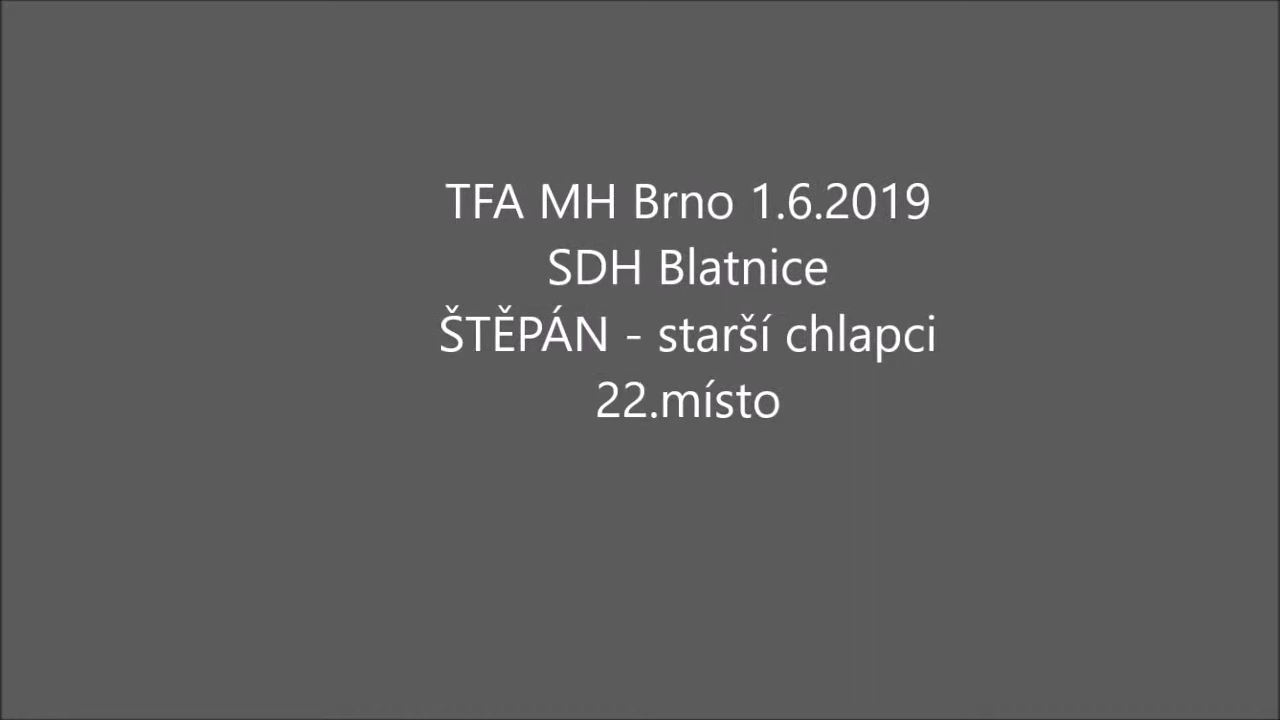 TFA MH Brno 1.6.2019
SDH Blatnice
ŠTĚPÁN - starší chlapci
22.místo